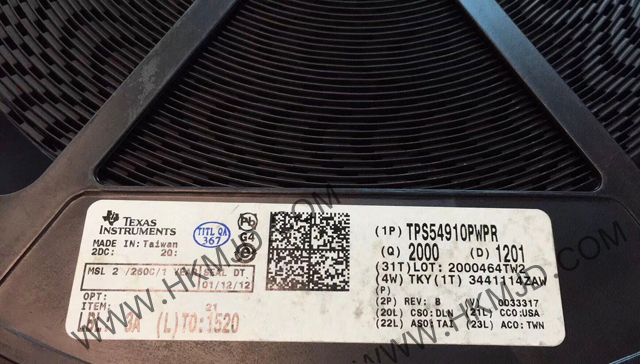 TEXAS
INSTRUMENTS
MADE IN: Taiwan
2DC: 20:
MSL 2 /260C/1 YEAR SEAL DT.
01/12/12
OPT:
ITEM:
21
(L)TO:1520
TITL QA
367
Pb
G4
(1P) TPS54910PWPR
(Q) 2000 (D) 1201
(31T)LOT: 2000464TW2
(4W) TKY(1T) 3441114ZAW
(P)
(2P) REV: B (V) 0033317
(20L) CSO:DLN (21L) CCO:USA
(22L) ASO:TAI (23L) ACO:TWN
WWW.HKMJD.COM
WWW.HKMJD.COM